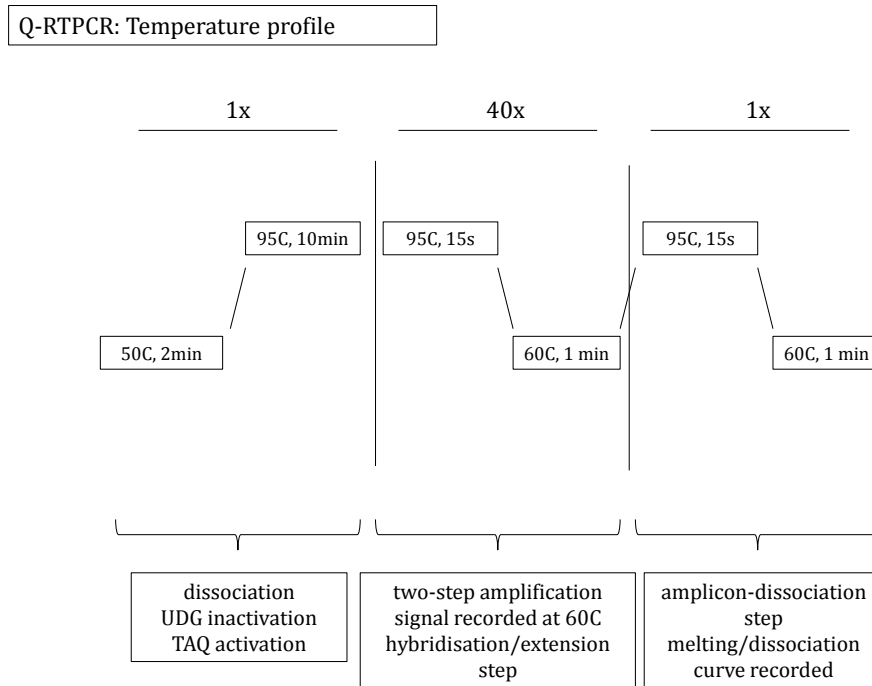 Q-RTPCR: Temperature profile
1x
40x
1x
95C, 10min
95C, 15s
95C, 15s
50C, 2min
60C, 1 min
60C, 1 min
dissociation
UDG inactivation
TAQ activation
two-step amplification
signal recorded at 60C
hybridisation/extension
step
amplicon-dissociation
step
melting/dissociation
curve recorded